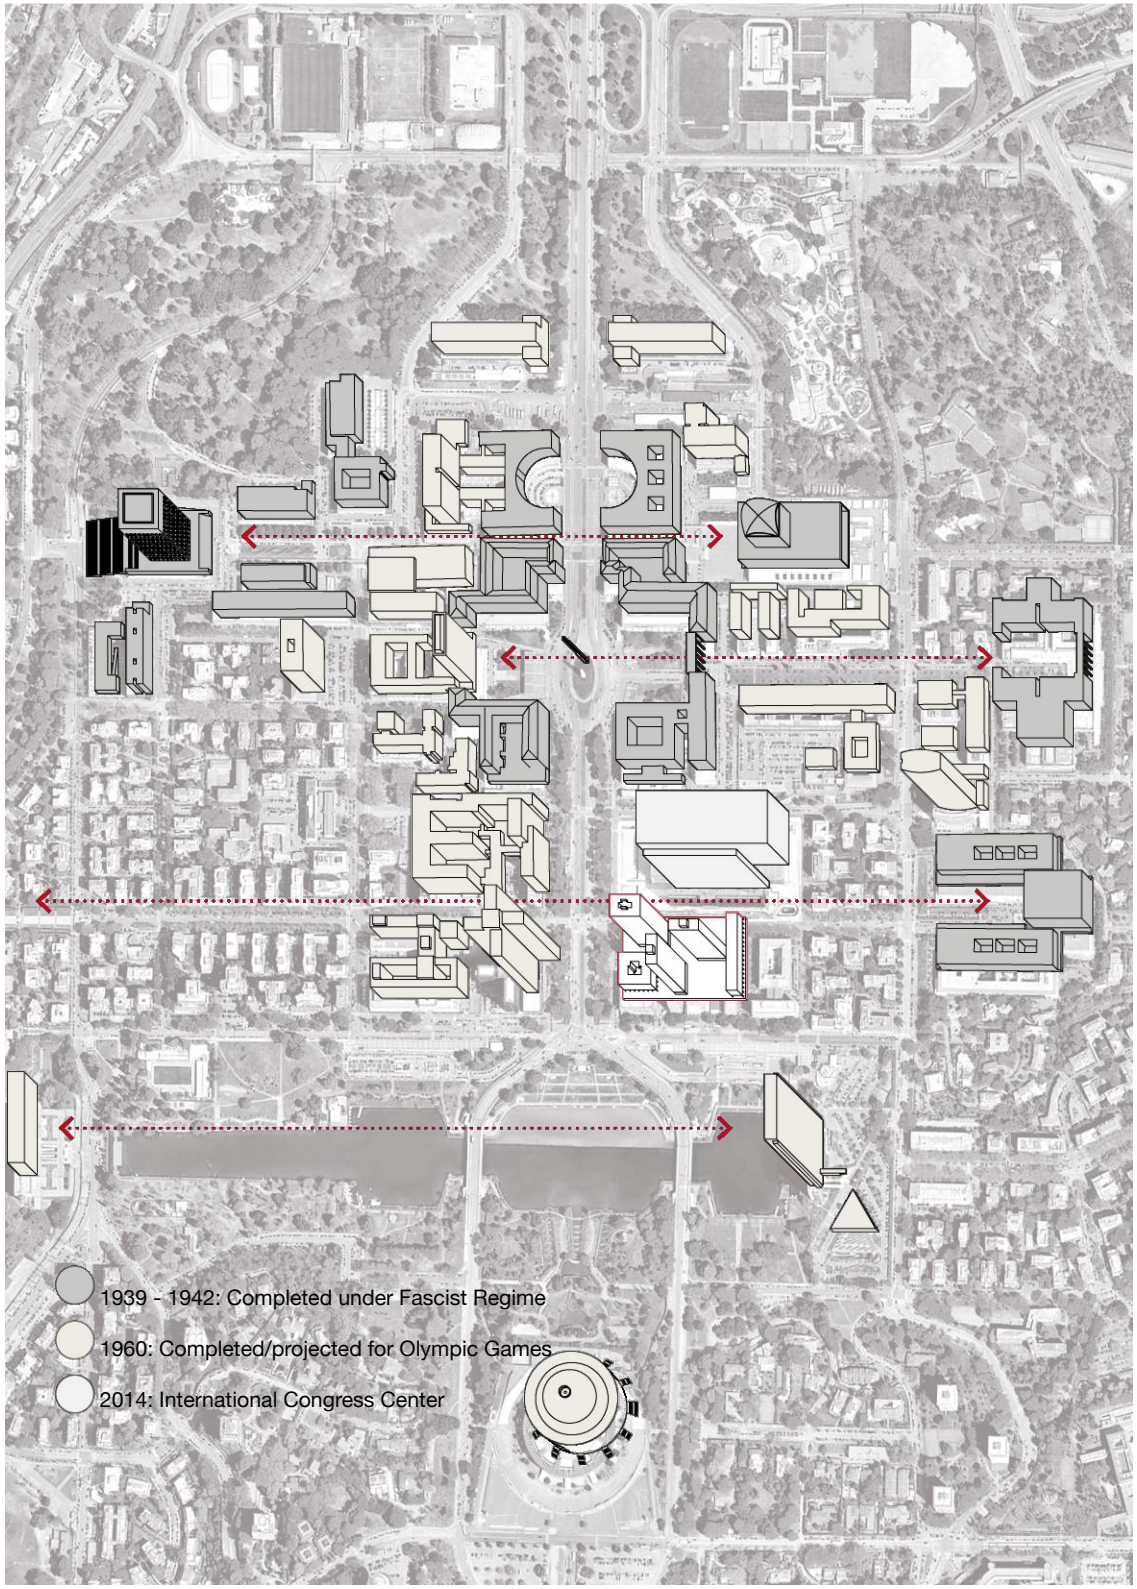 1939 - 1942: Completed under Fascist Regime
1960: Completed/projected for Olympic Games
2014: International Congress Center